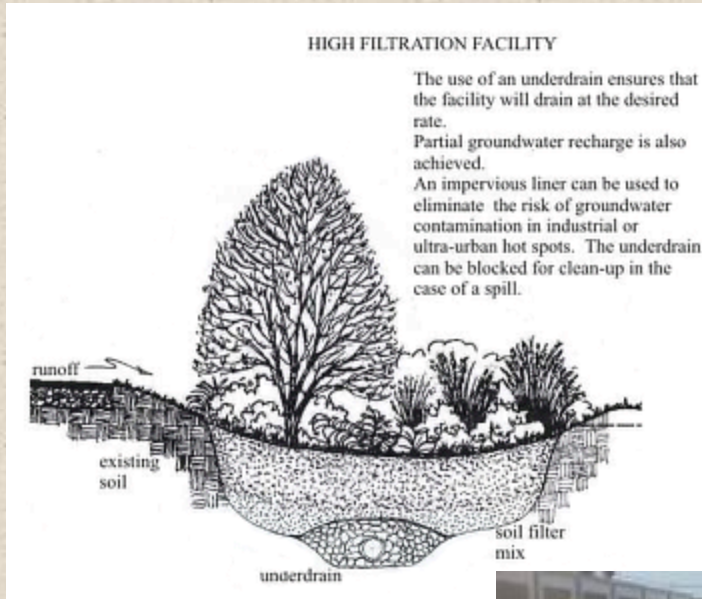 HIGH FILTRATION FACILITY
The use of an underdrain ensures that
the facility will drain at the desired
rate.
Partial groundwater recharge is also
achieved.
An impervious liner can be used to
eliminate the risk of groundwater
contamination in industrial or
ultra-urban hot spots. The underdrain
can be blocked for clean-up in the
case of a spill.
runoff
existing
soil
soil filter
mix
underdrain